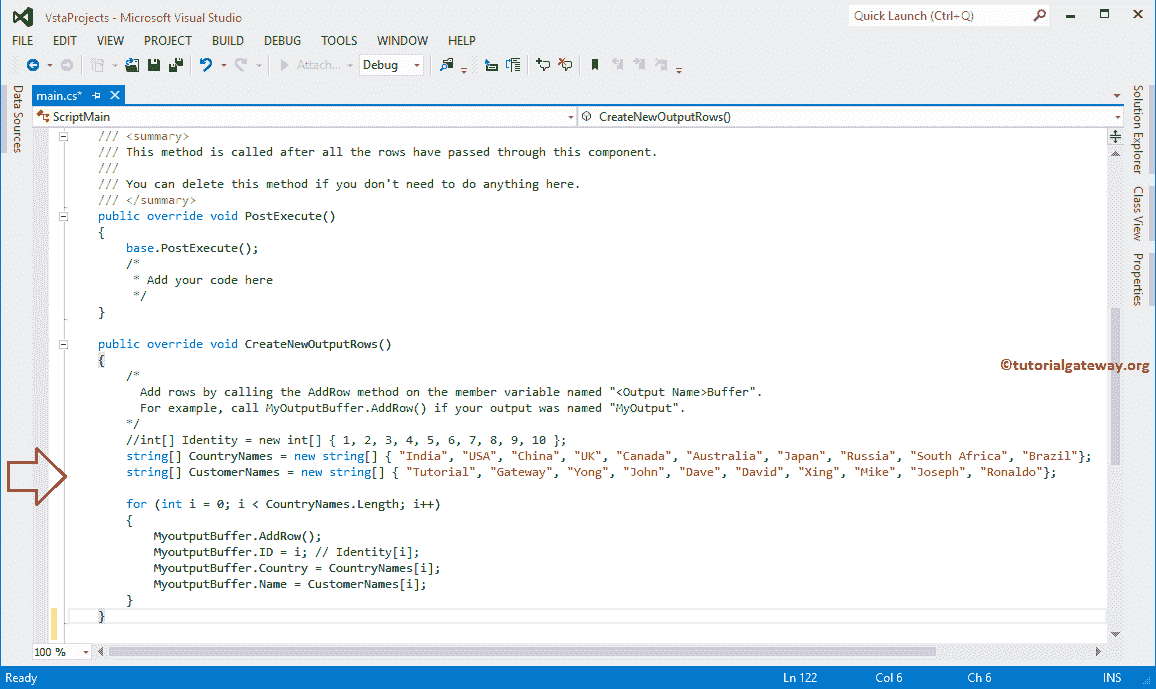 VstaProjects - Microsoft Visual Studio
Quick Launch (Ctrl+Q)
FILE EDIT VIEW PROJECT BUILD DEBUG TOOLS WINDOW HELP
Attach... Debug
Data Sources
main.cs*
ScriptMain
CreateNewOutputRows()
/// <summary>
/// This method is called after all the rows have passed through this component.
///
/// You can delete this method if you don't need to do anything here.
/// </summary>
public override void PostExecute()
{
base.PostExecute();
/*
* Add your code here
*/
}
public override void CreateNewOutputRows()
{
/*
Add rows by calling the AddRow method on the member variable named "<Output Name>Buffer".
For example, call MyOutputBuffer.AddRow() if your output was named "MyOutput".
*/
//int[] Identity = new int[] { 1, 2, 3, 4, 5, 6, 7, 8, 9, 10 };
string[] CountryNames = new string[] { "India", "USA", "China", "UK", "Canada", "Australia", "Japan", "Russia", "South Africa", "Brazil"};
string[] CustomerNames = new string[] { "Tutorial", "Gateway", "Yong", "John", "Dave", "David", "Xing", "Mike", "Joseph", "Ronaldo"};
for (int i = 0; i < CountryNames.Length; i++)
{
MyoutputBuffer.AddRow();
MyoutputBuffer.ID = i; // Identity[i];
MyoutputBuffer.Country = CountryNames[i];
MyoutputBuffer.Name = CustomerNames[i];
}
}
©tutorialgateway.org
Solution Explorer
Class View
Properties
100 %
Ready Ln 122 Col 6 Ch 6 INS